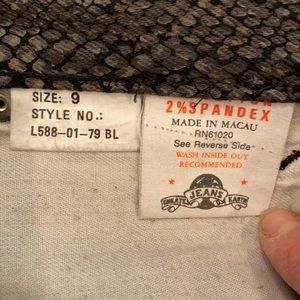 SIZE: 9
STYLE NO.:
L588-01-79 BL
2% SPANDEX
MADE IN MACAU
RN61020
See Reverse Side
WASH INSIDE OUT
RECOMMENDED
JEANS
EARTH